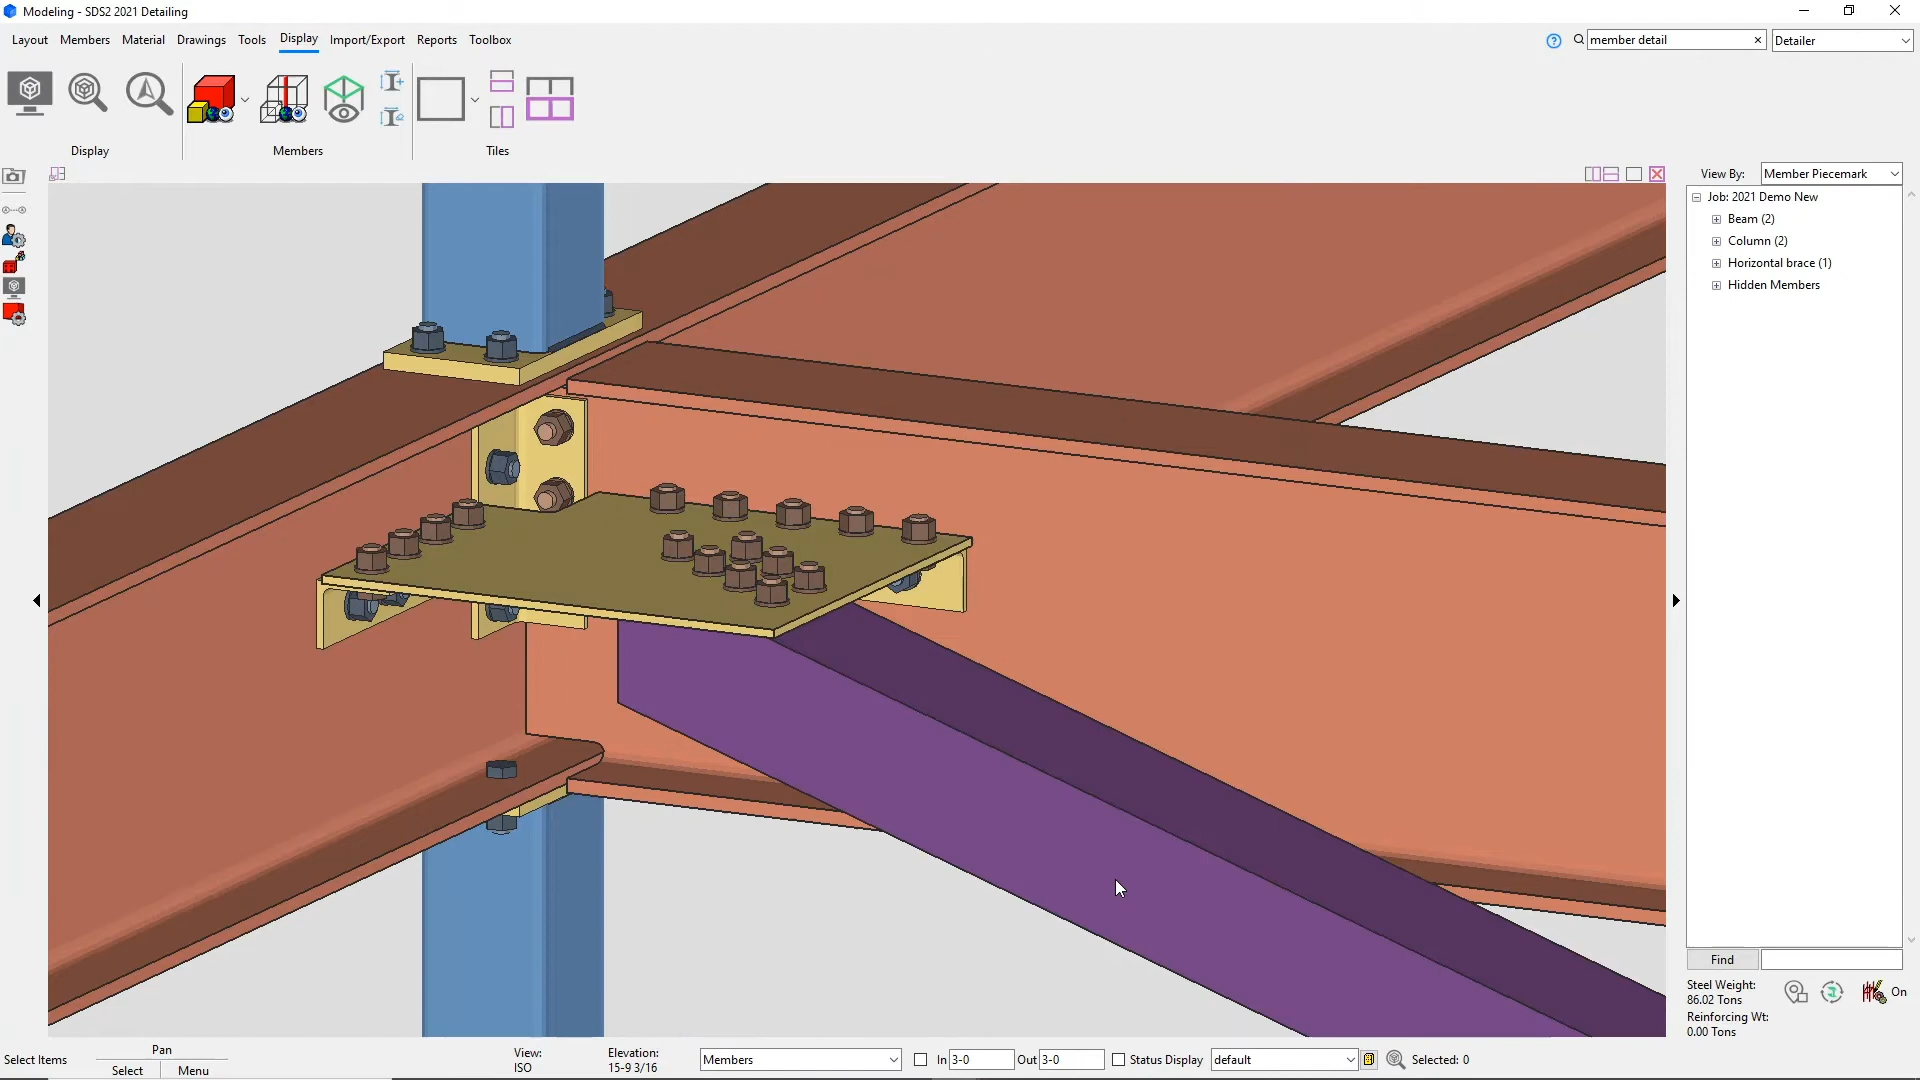 Modeling - SDS2 2021 Detailing
Layout Members Material Drawings Tools Display Import/Export Reports Toolbox
member detail
Detailer
Display
Members
Tiles
View By: Member Piecemark
Job: 2021 Demo New
Beam (2)
Column (2)
Horizontal brace (1)
Hidden Members
Find
Steel Weight:
86.02 Tons
On
Reinforcing Wt:
0.00 Tons
Select Items
Pan
Select Menu
View:
ISO
Elevation:
15-9 3/16
Members
In 3-0 Out 3-0 Status Display default Selected: 0